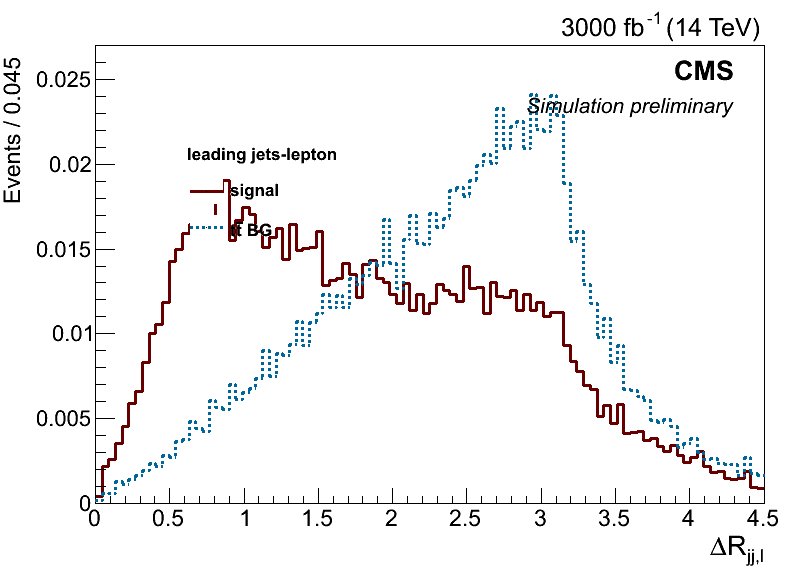 3000 fb⁻¹ (14 TeV)
CMS
Simulation preliminary
Events / 0.045
0.025
0.02
0.015
0.01
0.005
0
leading jets-lepton
signal
tt BG
0 0.5 1 1.5 2 2.5 3 3.5 4 4.5
ΔR_jj,l